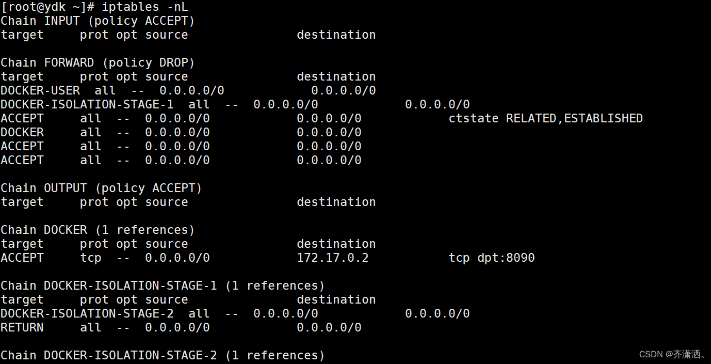 [root@ydk ~]# iptables -nL
Chain INPUT (policy ACCEPT)
target     prot opt source               destination

Chain FORWARD (policy DROP)
target     prot opt source               destination
DOCKER-USER  all  --  0.0.0.0/0            0.0.0.0/0
DOCKER-ISOLATION-STAGE-1  all  --  0.0.0.0/0            0.0.0.0/0
ACCEPT     all  --  0.0.0.0/0            0.0.0.0/0            ctstate RELATED,ESTABLISHED
DOCKER     all  --  0.0.0.0/0            0.0.0.0/0
ACCEPT     all  --  0.0.0.0/0            0.0.0.0/0
ACCEPT     all  --  0.0.0.0/0            0.0.0.0/0

Chain OUTPUT (policy ACCEPT)
target     prot opt source               destination

Chain DOCKER (1 references)
target     prot opt source               destination
ACCEPT     tcp  --  0.0.0.0/0            172.17.0.2           tcp dpt:8090

Chain DOCKER-ISOLATION-STAGE-1 (1 references)
target     prot opt source               destination
DOCKER-ISOLATION-STAGE-2  all  --  0.0.0.0/0            0.0.0.0/0
RETURN     all  --  0.0.0.0/0            0.0.0.0/0

Chain DOCKER-ISOLATION-STAGE-2 (1 references)
CSDN @齐潇洒、